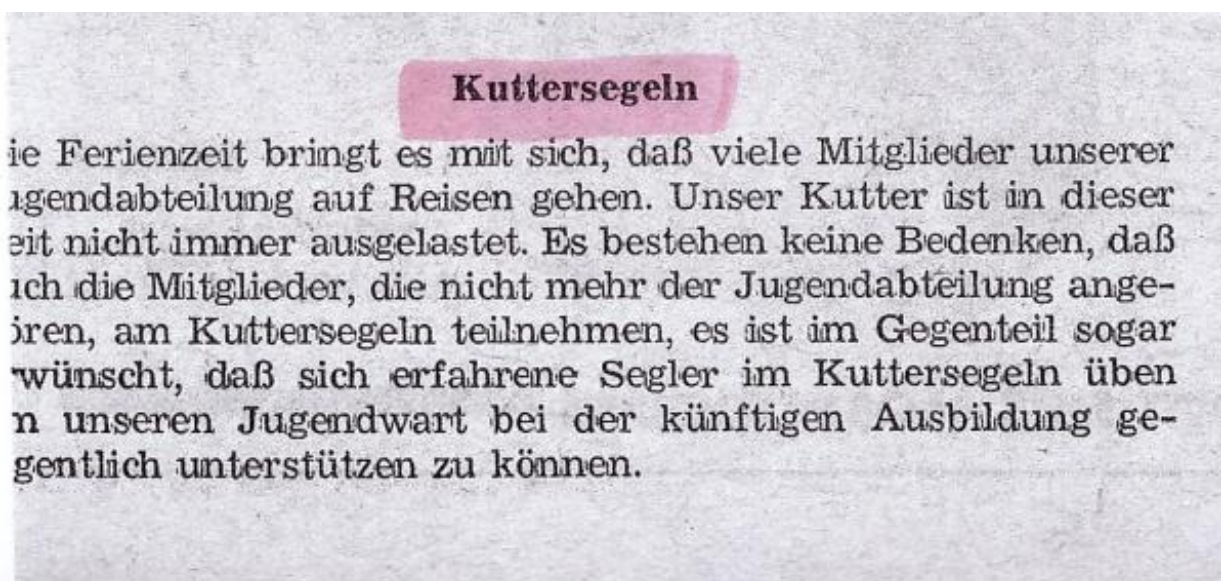 Kuttersegeln
ie Ferienzeit bringt es mit sich, daß viele Mitglieder unserer
gendabteilung auf Reisen gehen. Unser Kutter ist in dieser
eit nicht immer ausgelastet. Es bestehen keine Bedenken, daß
ch die Mitglieder, die nicht mehr der Jugendabteilung ange-
ören, am Kuttersegeln teilnehmen, es ist im Gegenteil sogar
wünscht, daß sich erfahrene Segler im Kuttersegeln üben
n unseren Jugendwart bei der künftigen Ausbildung ge-
gentlich unterstützen zu können.